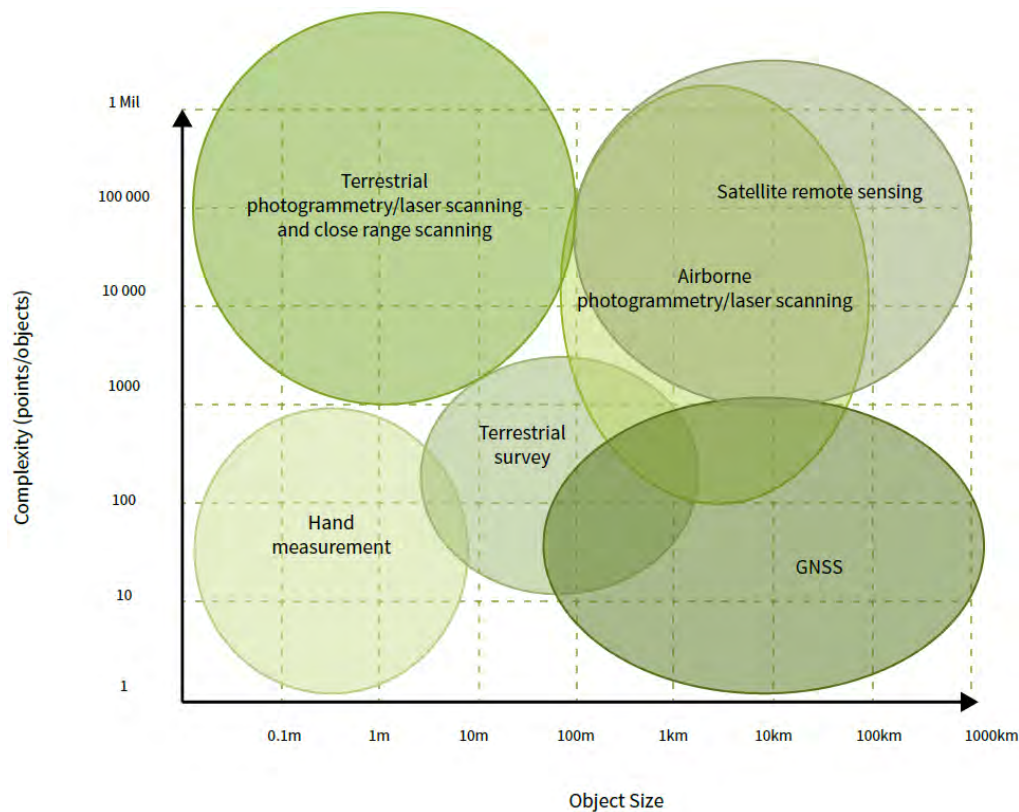 1 Mil
100 000
10 000
1000
100
10
1
Complexity (points/objects)
Terrestrial
photogrammetry/laser scanning
and close range scanning
Satellite remote sensing
Airborne
photogrammetry/laser scanning
Terrestrial
survey
Hand
measurement
GNSS
0.1m
1m
10m
100m
1km
10km
100km
1000km
Object Size